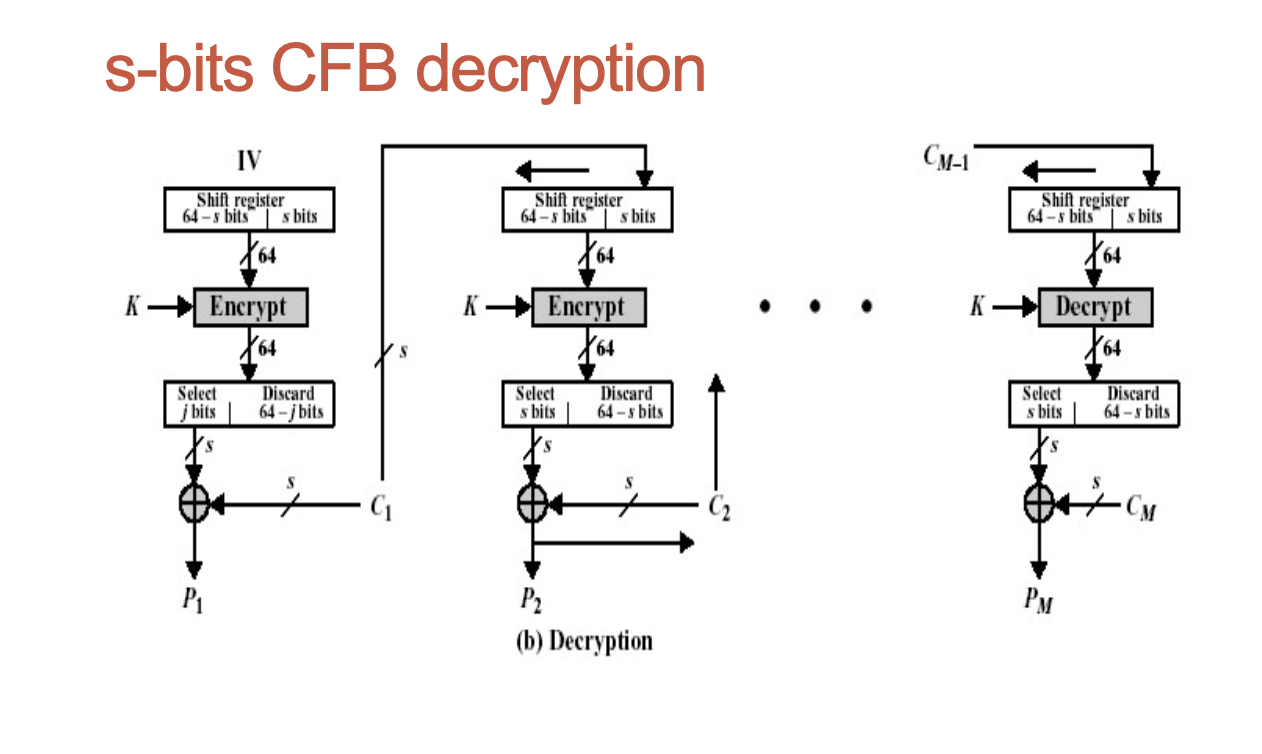 s-bits CFB decryption
IV
C_{M-1}
Shift register
64 – s bits | s bits
Shift register
64 – s bits | s bits
Shift register
64 – s bits | s bits
64
64
64
K
Encrypt
K
Encrypt
• • •
K
Decrypt
64
s
64
64
Select Discard
j bits | 64 – j bits
Select Discard
s bits | 64 – s bits
Select Discard
s bits | 64 – s bits
s
s
s
s
C_1
s
C_2
s
C_M
P_1
P_2
P_M
(b) Decryption